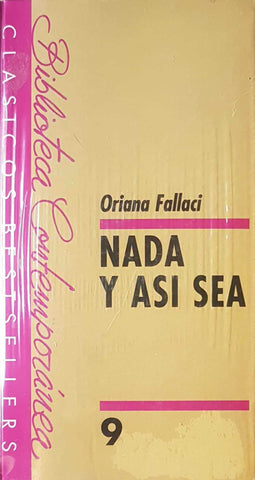 CLASICOS BESTSELLERS
Biblioteca Contemporánea
Oriana Fallaci
NADA
Y ASI SEA
9